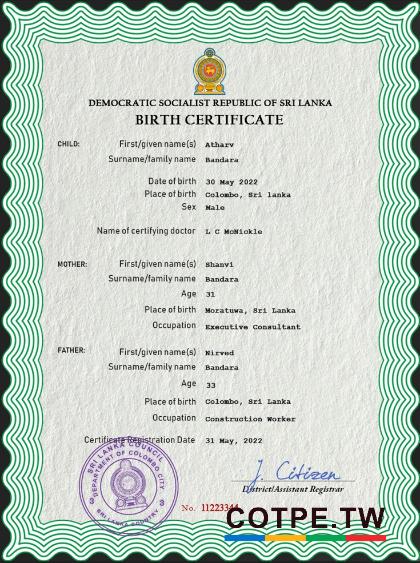 DEMOCRATIC SOCIALIST REPUBLIC OF SRI LANKA
BIRTH CERTIFICATE
CHILD: First/given name(s) Atharv
Surname/family name Bandara
Date of birth 30 May 2022
Place of birth Colombo, Sri lanka
Sex Male
Name of certifying doctor L C McNickle
MOTHER: First/given name(s) Shanvi
Surname/family name Bandara
Age 31
Place of birth Moratuwa, Sri Lanka
Occupation Executive Consultant
FATHER: First/given name(s) Nirved
Surname/family name Bandara
Age 33
Place of birth Colombo, Sri Lanka
Occupation Construction Worker
Certificate Registration Date 31 May, 2022
SRI LANKA COUNCIL
DEPARTMENT OF COLOMBO CITY
SRI LANKA COUNTRY
J. Citizen
District/Assistant Registrar
No. 11223344
COTPE.TW